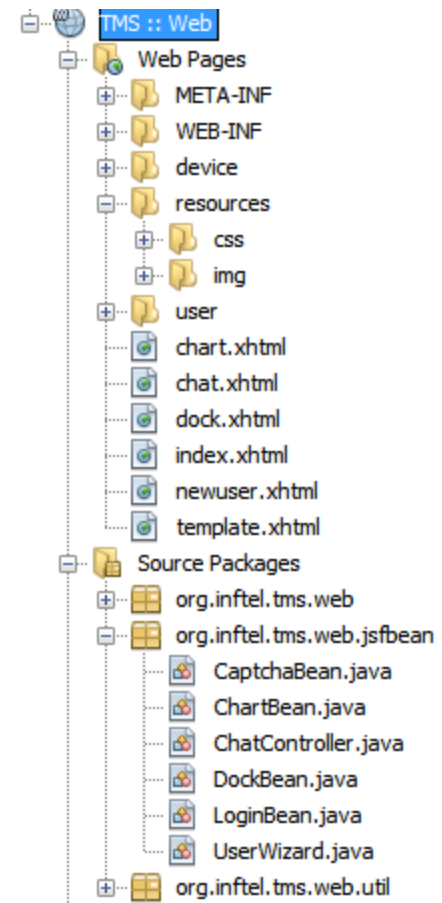 TMS :: Web
Web Pages
META-INF
WEB-INF
device
resources
css
img
user
chart.xhtml
chat.xhtml
dock.xhtml
index.xhtml
newuser.xhtml
template.xhtml
Source Packages
org.inftel.tms.web
org.inftel.tms.web.jsfbean
CaptchaBean.java
ChartBean.java
ChatController.java
DockBean.java
LoginBean.java
UserWizard.java
org.inftel.tms.web.util